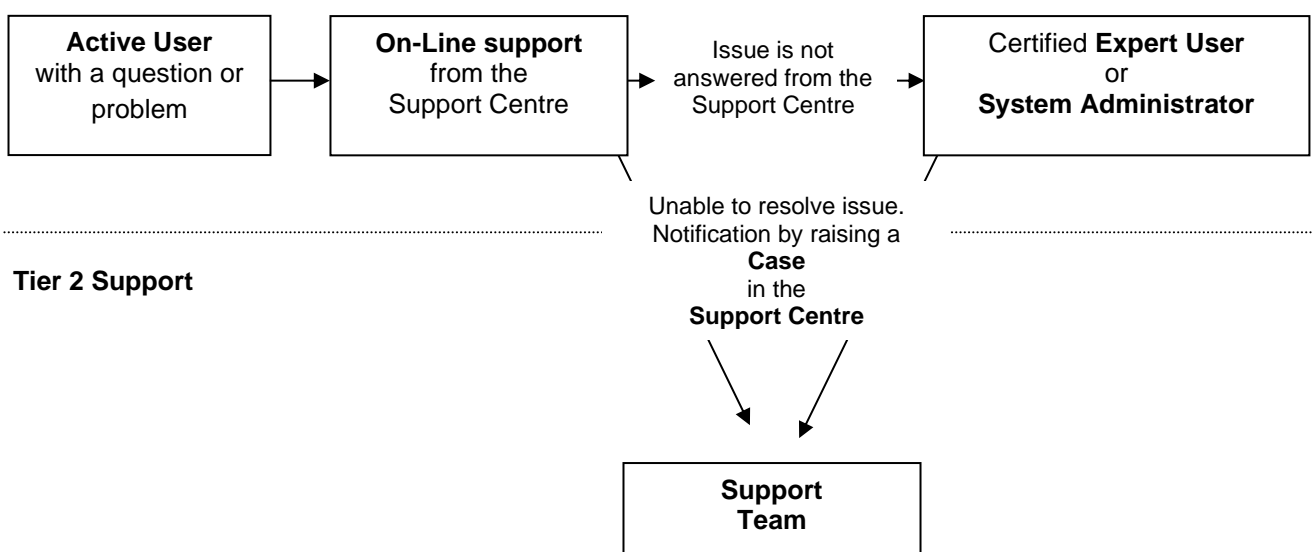 Active User
with a question or
problem
On-Line support
from the
Support Centre
Issue is not
answered from the
Support Centre
Certified Expert User
or
System Administrator
Unable to resolve issue.
Notification by raising a
Case
in the
Support Centre
Tier 2 Support
Support
Team